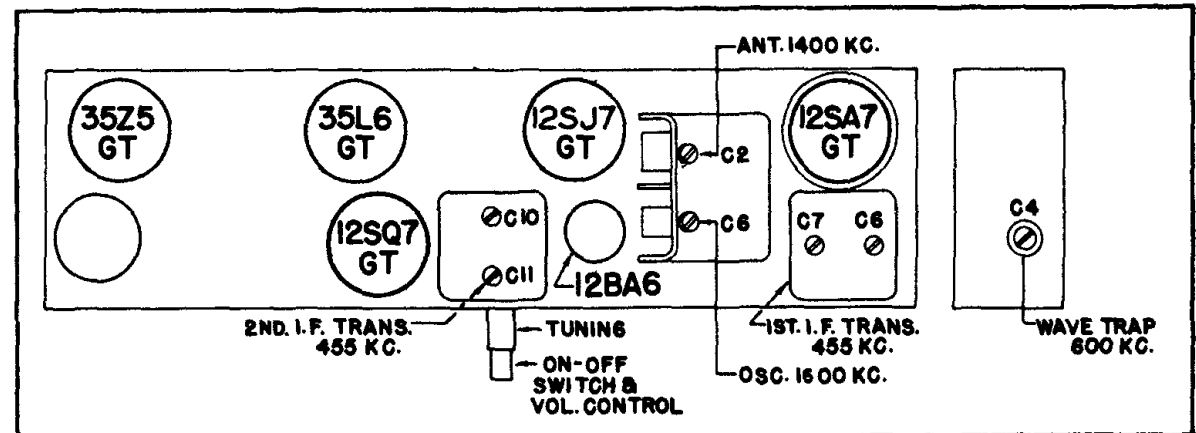 ANT. 1400 KC.
35Z5
GT
35L6
GT
12SJ7
GT
12SA7
GT
C2
C6
12SQ7
GT
C10
C11
12BA6
C7 C6
C4
2ND. I.F. TRANS.
455 KC.
TUNING
ON-OFF
SWITCH &
VOL. CONTROL
1ST. I.F. TRANS.
455 KC.
OSC. 1600 KC.
WAVE TRAP
600 KC.